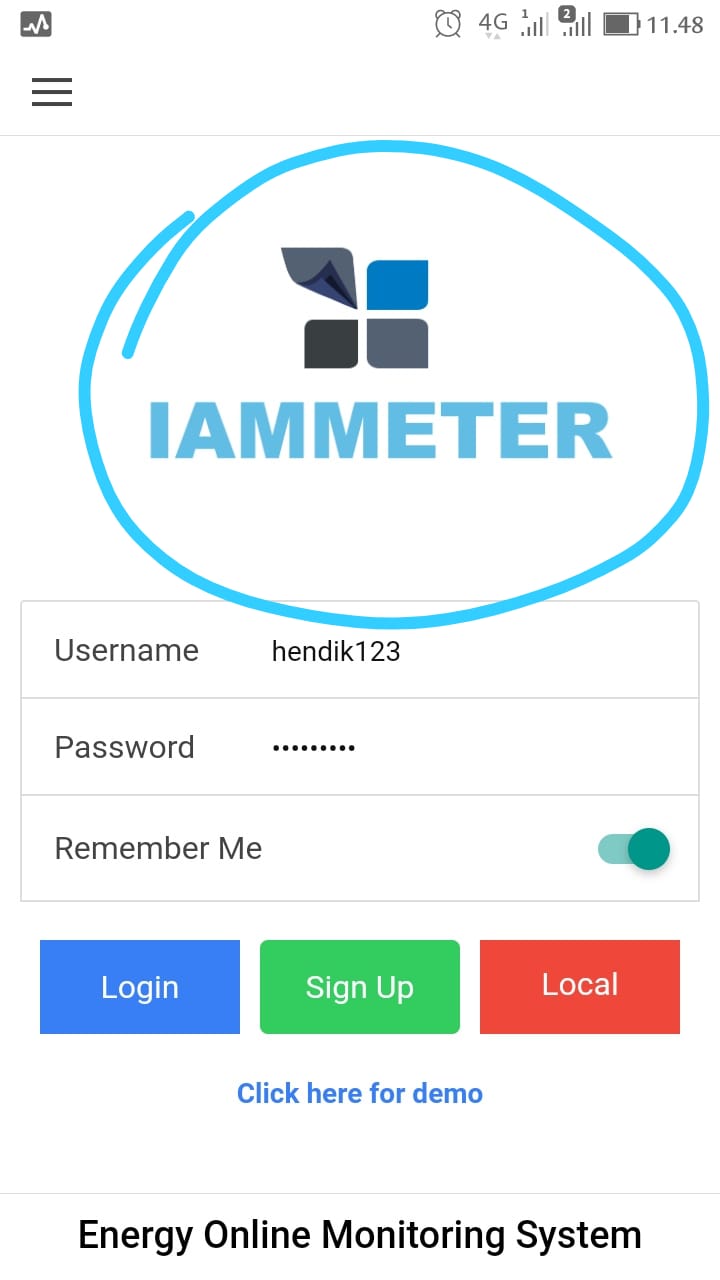 4G 1 2 11.48
IAMMETER
Username hendik123
Password •••••••••
Remember Me
Login Sign Up Local
Click here for demo
Energy Online Monitoring System